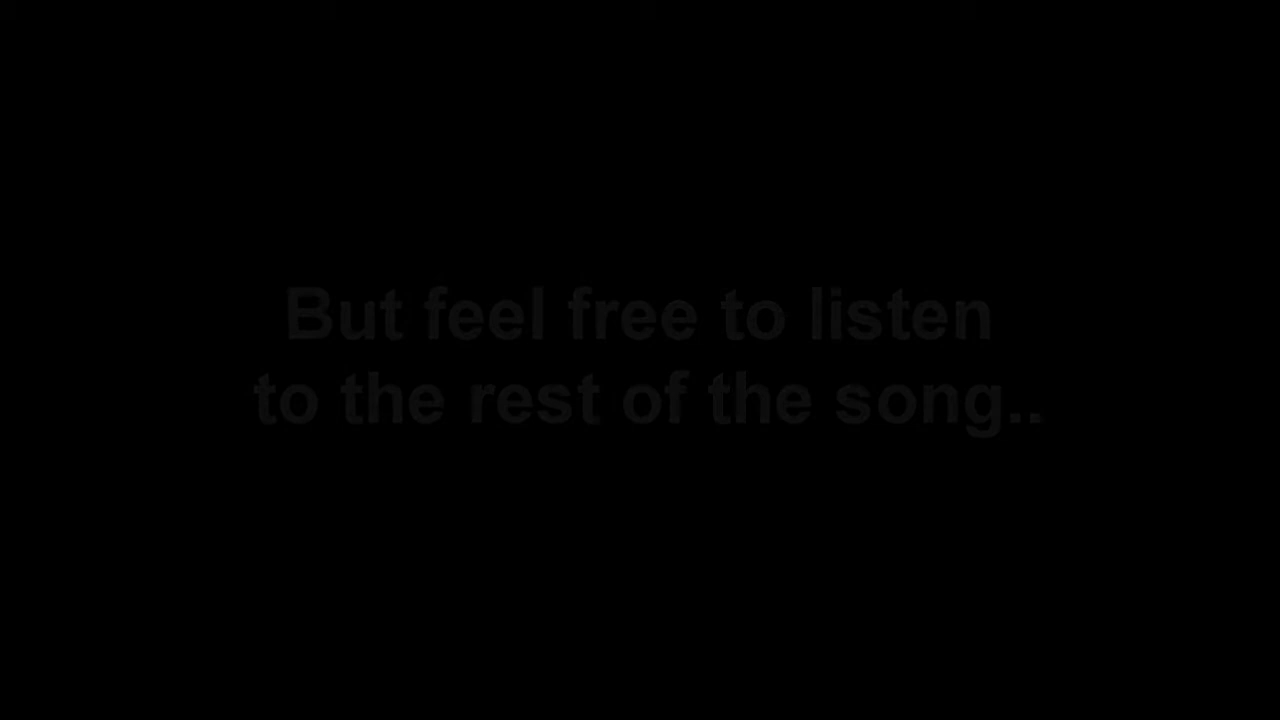 But feel free to listen
to the rest of the song..